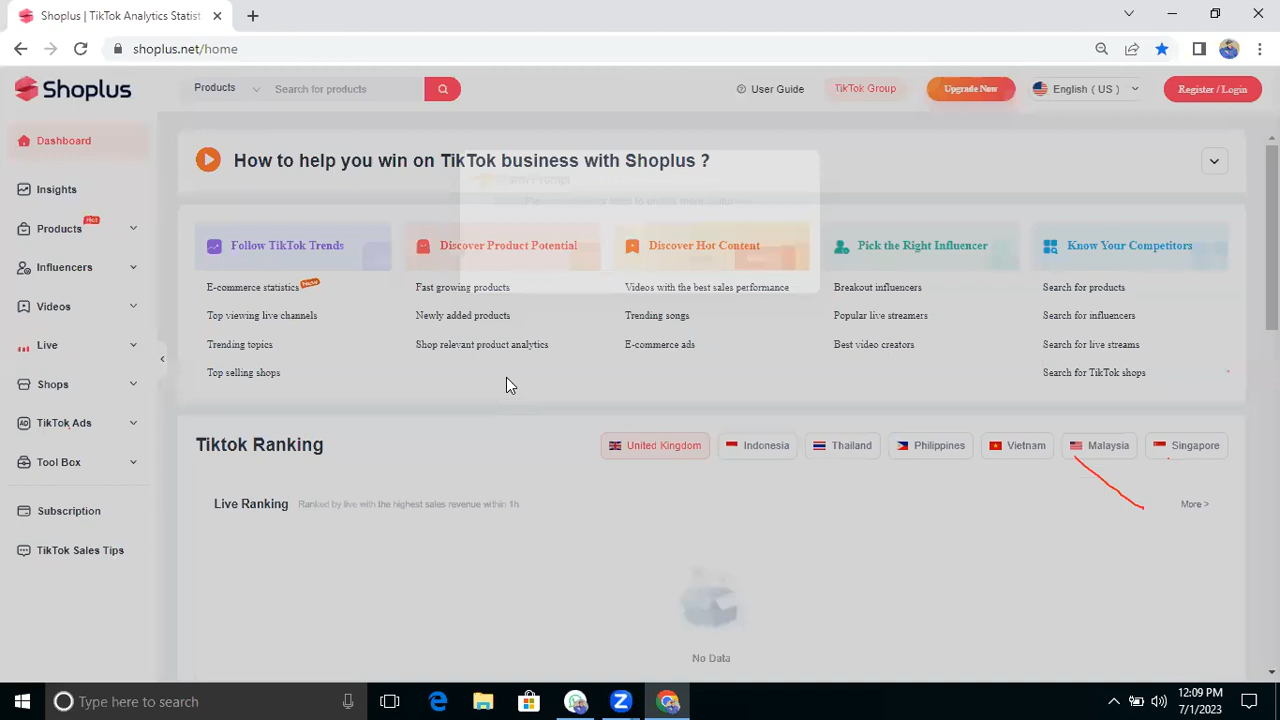 Shoplus | TikTok Analytics Statist
shoplus.net/home
Shoplus
Products
Search for products
User Guide
TikTok Group
Upgrade Now
English ( US )
Register / Login
Dashboard
Insights
Products
Hot
Influencers
Videos
Live
Shops
TikTok Ads
Tool Box
Subscription
TikTok Sales Tips
How to help you win on TikTok business with Shoplus ?
Follow TikTok Trends
E-commerce statistics
New
Top viewing live channels
Trending topics
Top selling shops
Discover Product Potential
Fast growing products
Newly added products
Shop relevant product analytics
Discover Hot Content
Videos with the best sales performance
Trending songs
E-commerce ads
Pick the Right Influencer
Breakout influencers
Popular live streamers
Best video creators
Know Your Competitors
Search for products
Search for influencers
Search for live streams
Search for TikTok shops
Tiktok Ranking
United Kingdom
Indonesia
Thailand
Philippines
Vietnam
Malaysia
Singapore
Live Ranking
Ranked by live with the highest sales revenue within 1h
More >
No Data
Type here to search
12:09 PM
7/1/2023